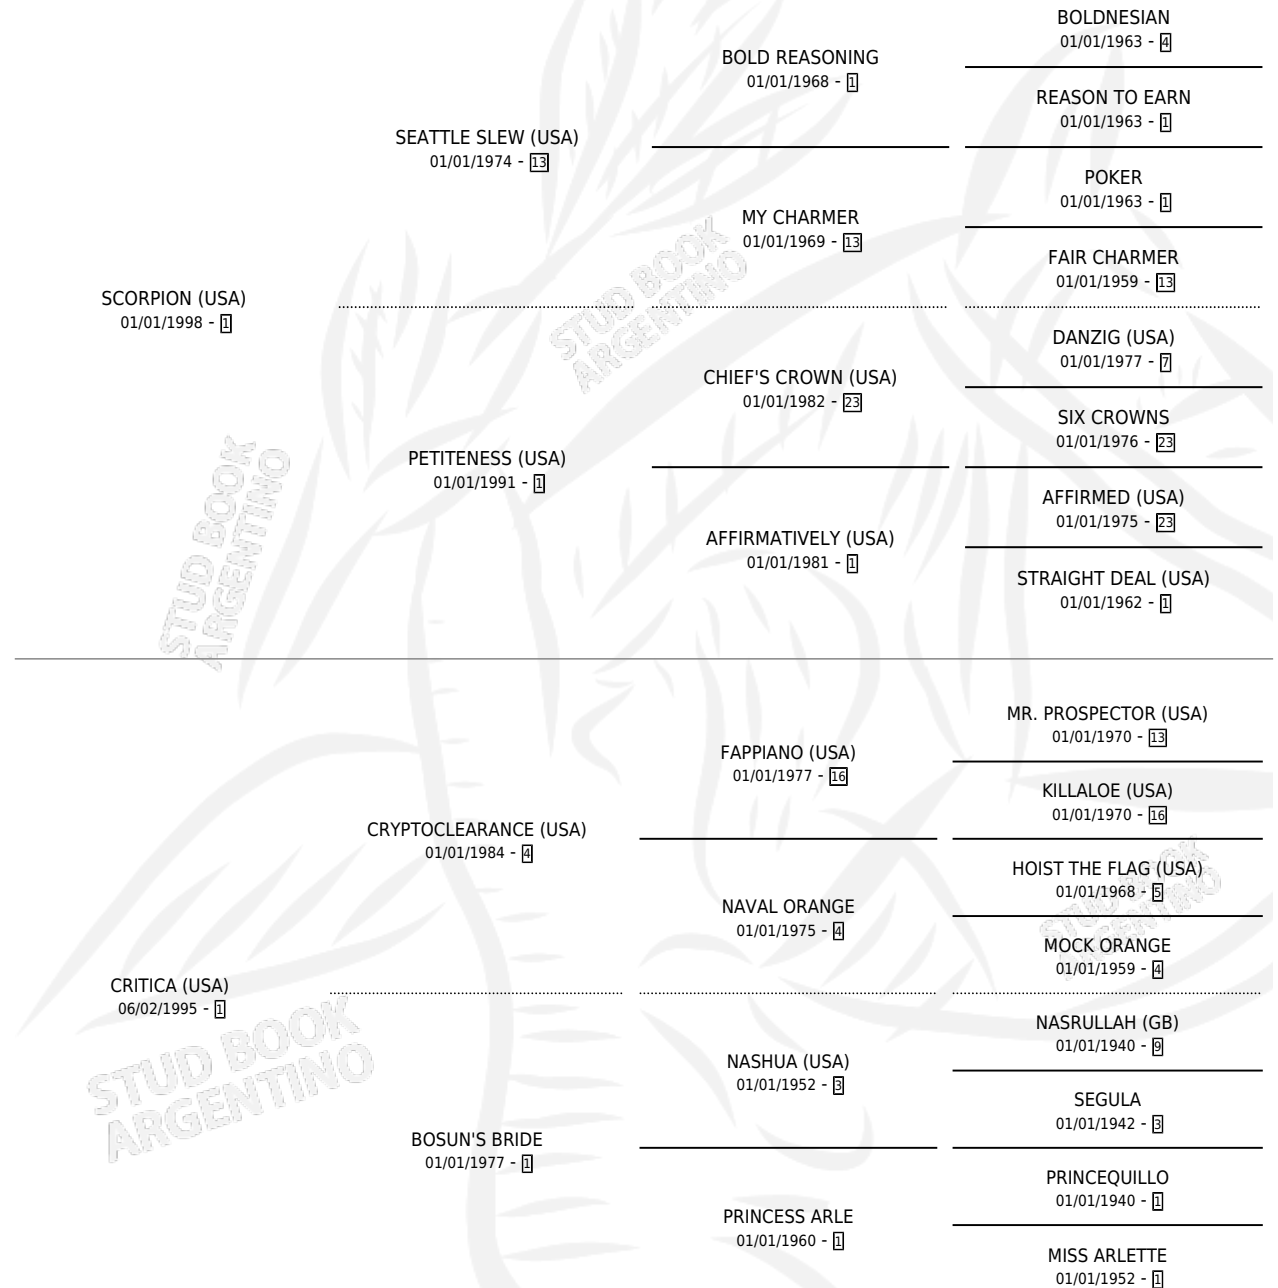 BOLDNESIAN
01/01/1963 - 4
BOLD REASONING
01/01/1968 - 1
REASON TO EARN
01/01/1963 - 1
SEATTLE SLEW (USA)
01/01/1974 - 13
POKER
01/01/1963 - 1
MY CHARMER
01/01/1969 - 13
FAIR CHARMER
01/01/1959 - 13
SCORPION (USA)
01/01/1998 - 1
STUD BOOK
ARGENTINO
DANZIG (USA)
01/01/1977 - 7
CHIEF'S CROWN (USA)
01/01/1982 - 23
SIX CROWNS
01/01/1976 - 23
PETITENESS (USA)
01/01/1991 - 1
AFFIRMED (USA)
01/01/1975 - 23
AFFIRMATIVELY (USA)
01/01/1981 - 1
STRAIGHT DEAL (USA)
01/01/1962 - 1
STUD BOOK
ARGENTINO
MR. PROSPECTOR (USA)
01/01/1970 - 13
FAPPIANO (USA)
01/01/1977 - 16
KILLALOE (USA)
01/01/1970 - 16
CRYPTOCLEARANCE (USA)
01/01/1984 - 4
HOIST THE FLAG (USA)
01/01/1968 - 5
STUD BOOK
ARGENTINO
NAVAL ORANGE
01/01/1975 - 4
MOCK ORANGE
01/01/1959 - 4
CRITICA (USA)
06/02/1995 - 1
STUD BOOK
ARGENTINO
NASRULLAH (GB)
01/01/1940 - 9
NASHUA (USA)
01/01/1952 - 3
SEGULA
01/01/1942 - 3
BOSUN'S BRIDE
01/01/1977 - 1
PRINCEQUILLO
01/01/1940 - 1
PRINCESS ARLE
01/01/1960 - 1
MISS ARLETTE
01/01/1952 - 1